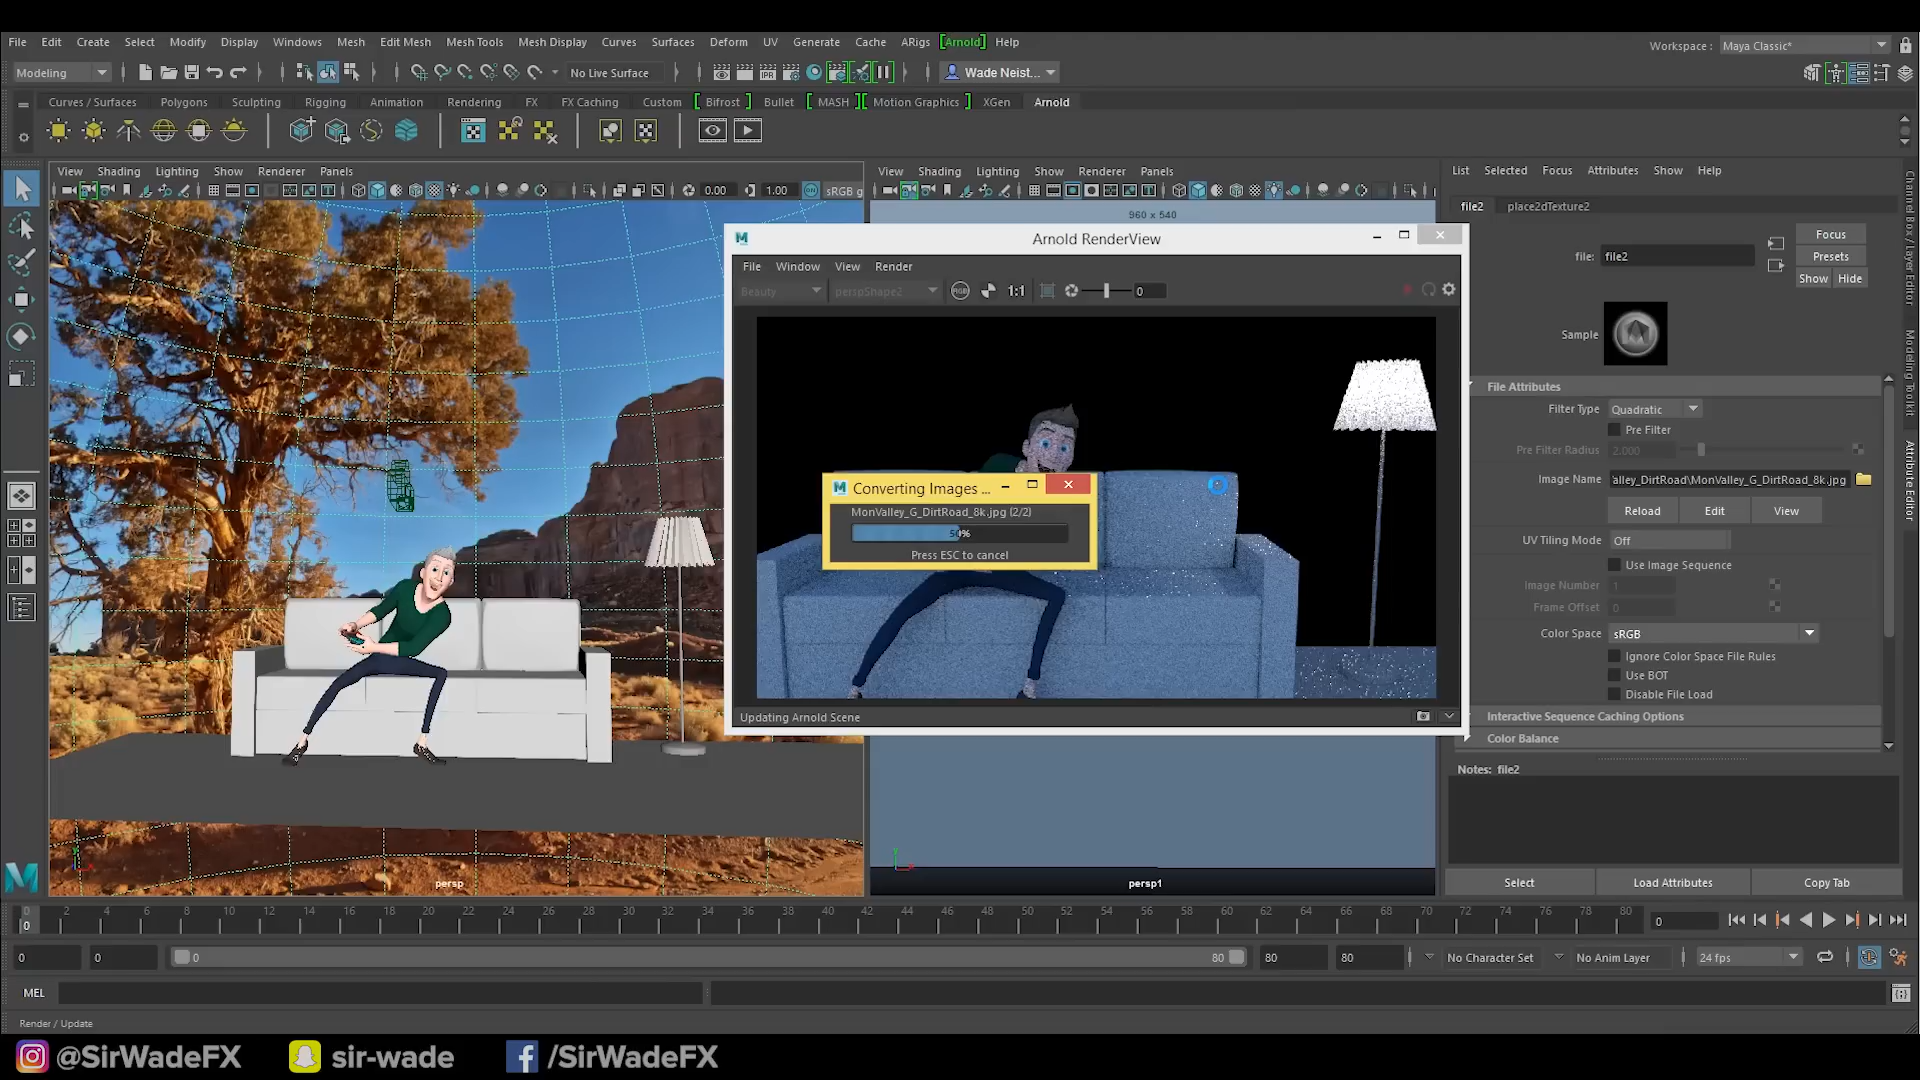 File Edit Create Select Modify Display Windows Mesh Edit Mesh Mesh Tools Mesh Display Curves Surfaces Deform UV Generate Cache ARigs [Arnold] Help
Workspace : Maya Classic*
Modeling No Live Surface Wade Neist...
Curves / Surfaces Polygons Sculpting Rigging Animation Rendering FX FX Caching Custom [ Bifrost ] Bullet [ MASH ] [ Motion Graphics ] XGen Arnold
View Shading Lighting Show Renderer Panels
0.00 1.00 sRGB g
View Shading Lighting Show Renderer Panels
960 x 540
Arnold RenderView
File Window View Render
Beauty perspShape2 RGB 1:1 0
Converting Images ...
MonValley_G_DirtRoad_8k.jpg (2/2)
50%
Press ESC to cancel
Updating Arnold Scene
persp
persp1
List Selected Focus Attributes Show Help
file2 place2dTexture2
file: file2
Focus
Presets
Show Hide
Sample
File Attributes
Filter Type Quadratic
Pre Filter
Pre Filter Radius 2.000
Image Name 'alley_DirtRoad\MonValley_G_DirtRoad_8k.jpg
Reload Edit View
UV Tiling Mode Off
Use Image Sequence
Image Number 1
Frame Offset 0
Color Space sRGB
Ignore Color Space File Rules
Use BOT
Disable File Load
Interactive Sequence Caching Options
Color Balance
Notes: file2
Select Load Attributes Copy Tab
Channel Box / Layer Editor
Modeling Toolkit
Attribute Editor
0 2 4 6 8 10 12 14 16 18 20 22 24 26 28 30 32 34 36 38 40 42 44 46 48 50 52 54 56 58 60 62 64 66 68 70 72 74 76 78 80
0
0
0 0 0 80 80 80 No Character Set No Anim Layer 24 fps
MEL
Render / Update
@SirWadeFX sir-wade /SirWadeFX